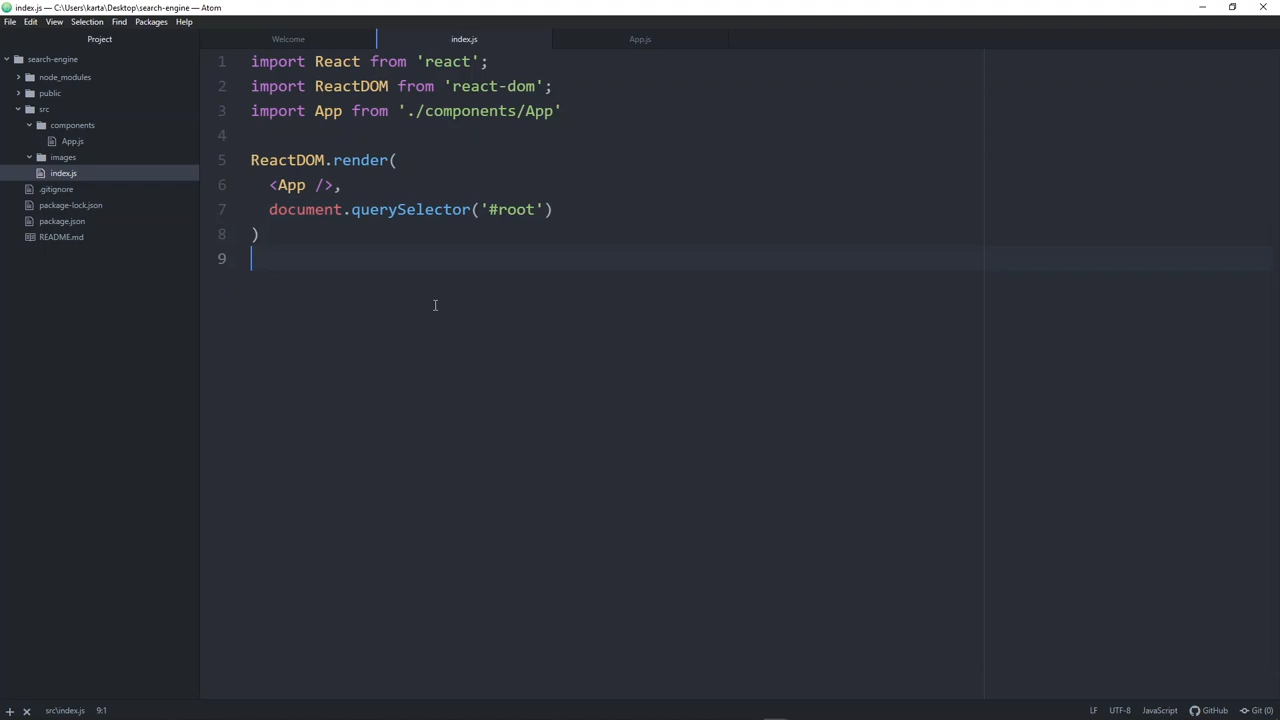 index.js — C:\Users\karta\Desktop\search-engine — Atom
File Edit View Selection Find Packages Help
Project
search-engine
node_modules
public
src
components
App.js
images
index.js
.gitignore
package-lock.json
package.json
README.md
Welcome index.js App.js
1 import React from 'react';
2 import ReactDOM from 'react-dom';
3 import App from './components/App'
4
5 ReactDOM.render(
6 <App />,
7 document.querySelector('#root')
8 )
9
src\index.js 9:1 LF UTF-8 JavaScript GitHub Git (0)